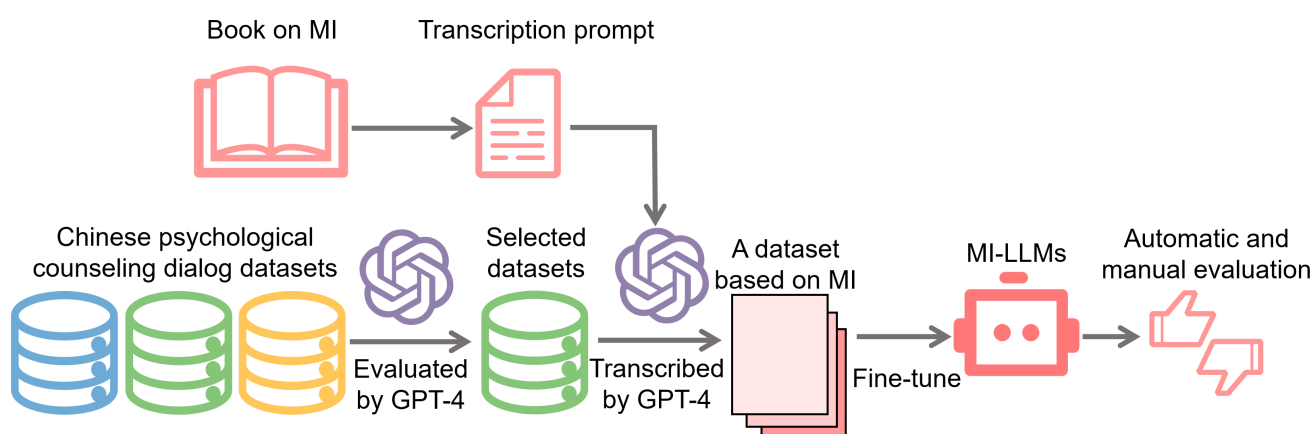 Book on MI
Transcription prompt
Chinese psychological
counseling dialog datasets
Selected
datasets
A dataset
based on MI
MI-LLMs
Automatic and
manual evaluation
Evaluated
by GPT-4
Transcribed
by GPT-4
Fine-tune